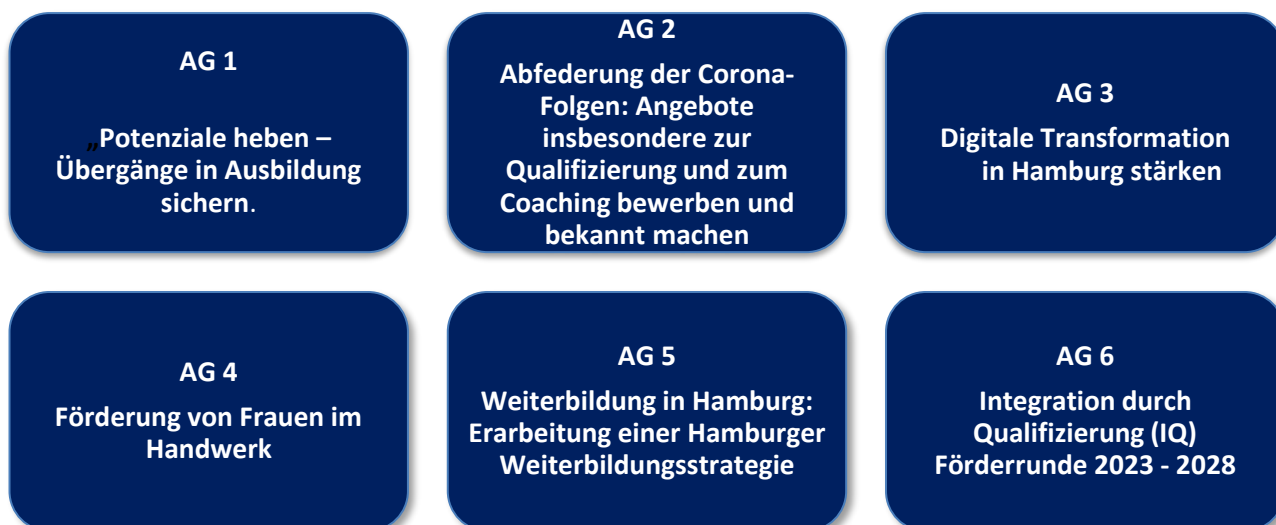 AG 1
„Potenziale heben –
Übergänge in Ausbildung
sichern.
AG 2
Abfederung der Corona-
Folgen: Angebote
insbesondere zur
Qualifizierung und zum
Coaching bewerben und
bekannt machen
AG 3
Digitale Transformation
in Hamburg stärken
AG 4
Förderung von Frauen im
Handwerk
AG 5
Weiterbildung in Hamburg:
Erarbeitung einer Hamburger
Weiterbildungsstrategie
AG 6
Integration durch
Qualifizierung (IQ)
Förderrunde 2023 - 2028